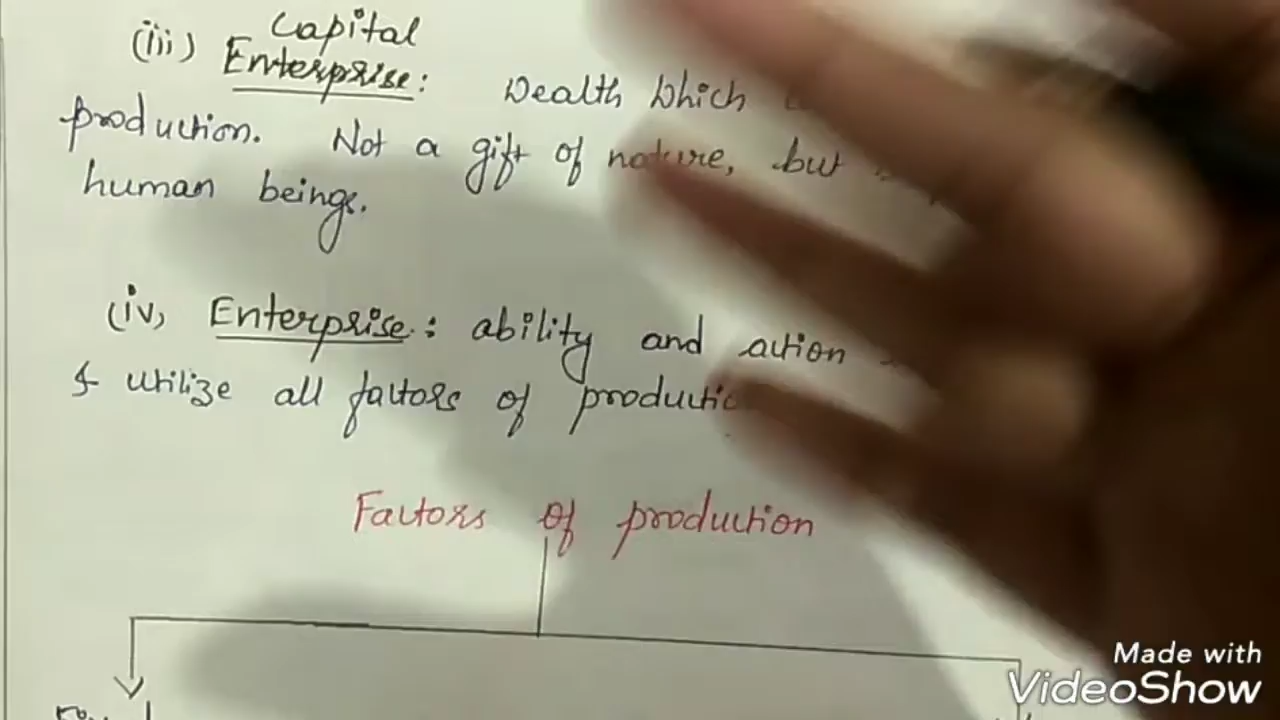 Capital
(iii) Enterprise: Wealth which
production. Not a gift of nature, but
human beings.
(iv) Enterprise: ability and action
& utilize all factors of
Factors of production
Made with
VideoShow